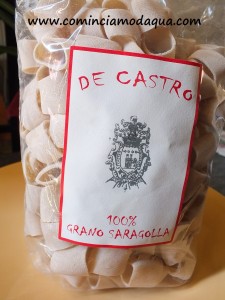 www.cominciamodaqua.com
DE CASTRO
100%
GRANO SARAGOLLA